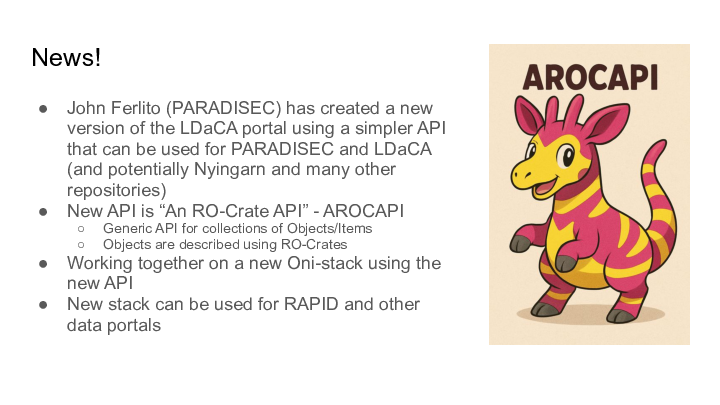 News!
● John Ferlito (PARADISEC) has created a new
version of the LDaCA portal using a simpler API
that can be used for PARADISEC and LDaCA
(and potentially Nyingarn and many other
repositories)
● New API is “An RO-Crate API” - AROCAPI
○ Generic API for collections of Objects/Items
○ Objects are described using RO-Crates
● Working together on a new Oni-stack using the
new API
● New stack can be used for RAPID and other
data portals
AROCAPI